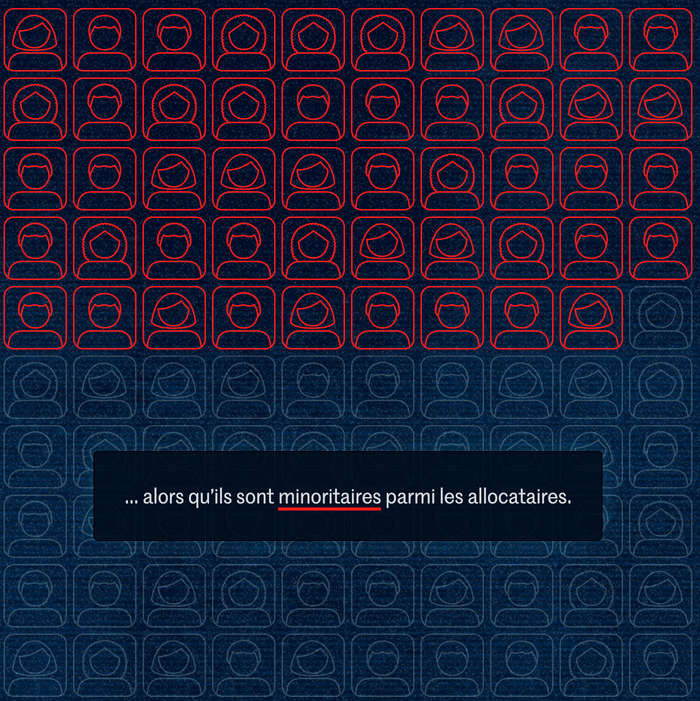 ... alors qu'ils sont minoritaires parmi les allocataires.